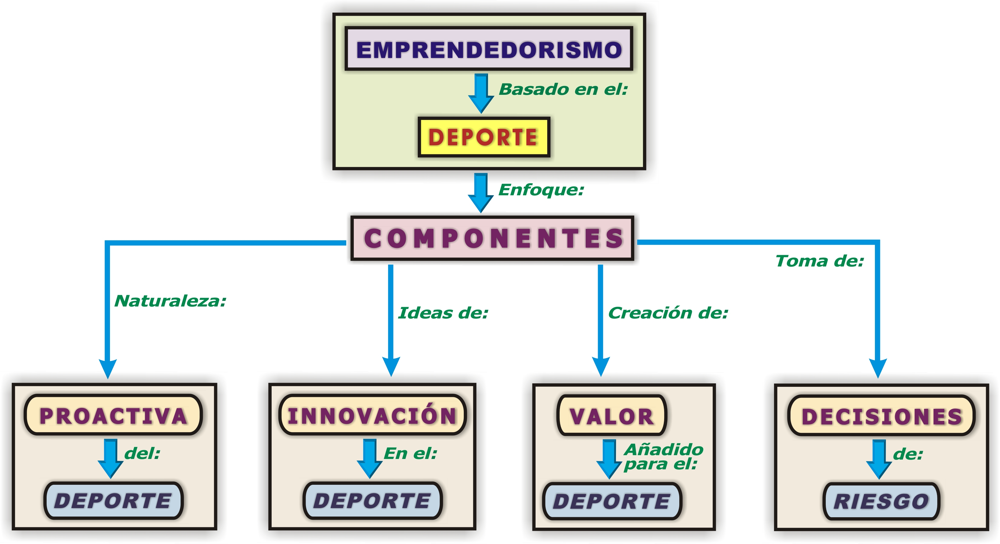 EMPRENDEDORISMO
Basado en el:
DEPORTE
Enfoque:
COMPONENTES
Toma de:
Naturaleza:
Ideas de:
Creación de:
PROACTIVA
del:
DEPORTE
INNOVACIÓN
En el:
DEPORTE
VALOR
Añadido
para el:
DEPORTE
DECISIONES
de:
RIESGO